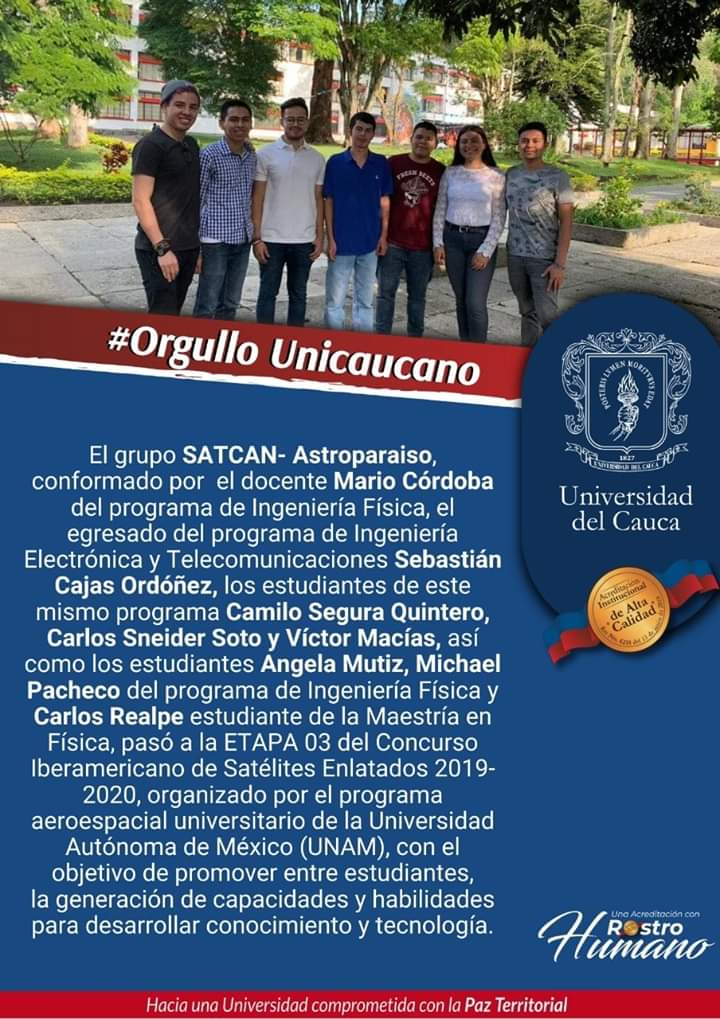 FRESH BEETS
#Orgullo Unicaucano
El grupo SATCAN- Astroparaiso,
conformado por el docente Mario Córdoba
del programa de Ingeniería Física, el
egresado del programa de Ingeniería
Electrónica y Telecomunicaciones Sebastián
Cajas Ordóñez, los estudiantes de este
mismo programa Camilo Segura Quintero,
Carlos Sneider Soto y Víctor Macías, así
como los estudiantes Angela Mutiz, Michael
Pacheco del programa de Ingeniería Física y
Carlos Realpe estudiante de la Maestría en
Física, pasó a la ETAPA 03 del Concurso
Iberamericano de Satélites Enlatados 2019-
2020, organizado por el programa
aeroespacial universitario de la Universidad
Autónoma de México (UNAM), con el
objetivo de promover entre estudiantes,
la generación de capacidades y habilidades
para desarrollar conocimiento y tecnología.
POSTERIS LVMEN MORITVRVS EDAT
1827
UNIVERSIDAD DEL CAUCA
Universidad
del Cauca
Acreditación
Institucional
de Alta
Calidad
Una Acreditación con
Rostro
Humano
Hacia una Universidad comprometida con la Paz Territorial